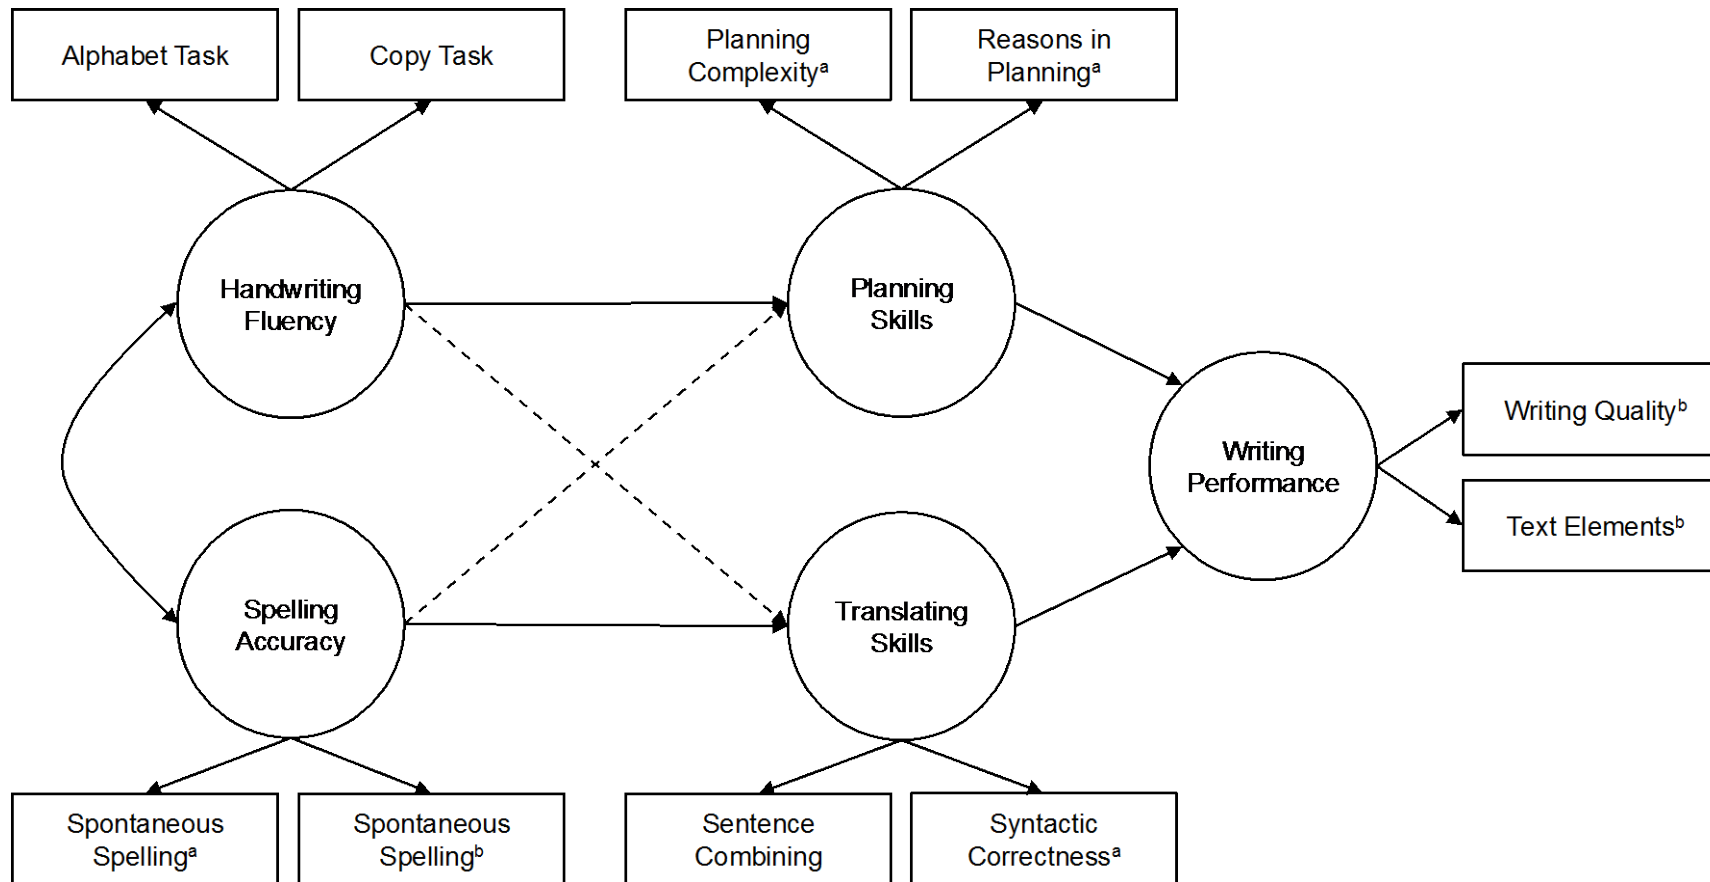 Alphabet Task
Copy Task
Planning
Complexityᵃ
Reasons in
Planningᵃ
Handwriting
Fluency
Planning
Skills
Writing
Performance
Writing Qualityᵇ
Text Elementsᵇ
Spelling
Accuracy
Translating
Skills
Spontaneous
Spellingᵃ
Spontaneous
Spellingᵇ
Sentence
Combining
Syntactic
Correctnessᵃ